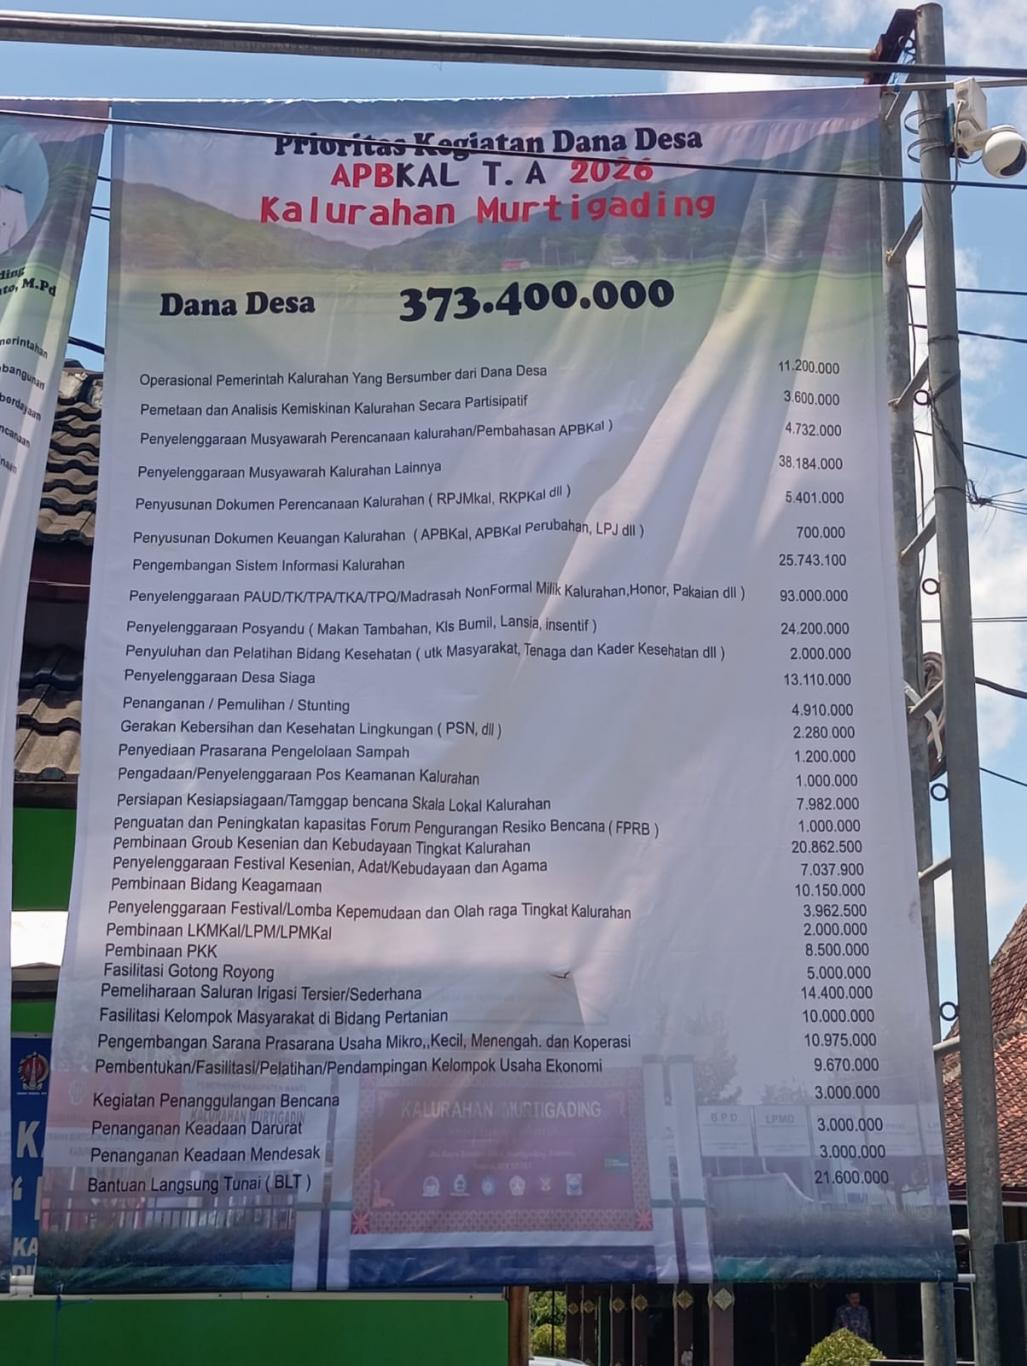 Prioritas Kegiatan Dana Desa
APBKAL T. A 2026
Kalurahan Murtigading
Dana Desa 373.400.000
Operasional Pemerintah Kalurahan Yang Bersumber dari Dana Desa 11.200.000
Pemetaan dan Analisis Kemiskinan Kalurahan Secara Partisipatif 3.600.000
Penyelenggaraan Musyawarah Perencanaan kalurahan/Pembahasan APBKal ) 4.732.000
Penyelenggaraan Musyawarah Kalurahan Lainnya 38.184.000
Penyusunan Dokumen Perencanaan Kalurahan ( RPJMkal, RKPKal dll ) 5.401.000
Penyusunan Dokumen Keuangan Kalurahan ( APBKal, APBKal Perubahan, LPJ dll ) 700.000
Pengembangan Sistem Informasi Kalurahan 25.743.100
Penyelenggaraan PAUD/TK/TPA/TKA/TPQ/Madrasah NonFormal Milik Kalurahan,Honor, Pakaian dll ) 93.000.000
Penyelenggaraan Posyandu ( Makan Tambahan, Kls Bumil, Lansia, insentif ) 24.200.000
Penyuluhan dan Pelatihan Bidang Kesehatan ( utk Masyarakat, Tenaga dan Kader Kesehatan dll ) 2.000.000
Penyelenggaraan Desa Siaga 13.110.000
Penanganan / Pemulihan / Stunting 4.910.000
Gerakan Kebersihan dan Kesehatan Lingkungan ( PSN, dll ) 2.280.000
Penyediaan Prasarana Pengelolaan Sampah 1.200.000
Pengadaan/Penyelenggaraan Pos Keamanan Kalurahan 1.000.000
Persiapan Kesiapsiagaan/Tamggap bencana Skala Lokal Kalurahan 7.982.000
Penguatan dan Peningkatan kapasitas Forum Pengurangan Resiko Bencana ( FPRB ) 1.000.000
Pembinaan Groub Kesenian dan Kebudayaan Tingkat Kalurahan 20.862.500
Penyelenggaraan Festival Kesenian, Adat/Kebudayaan dan Agama 7.037.900
Pembinaan Bidang Keagamaan 10.150.000
Penyelenggaraan Festival/Lomba Kepemudaan dan Olah raga Tingkat Kalurahan 3.962.500
Pembinaan LKMKal/LPM/LPMKal 2.000.000
Pembinaan PKK 8.500.000
Fasilitasi Gotong Royong 5.000.000
Pemeliharaan Saluran Irigasi Tersier/Sederhana 14.400.000
Fasilitasi Kelompok Masyarakat di Bidang Pertanian 10.000.000
Pengembangan Sarana Prasarana Usaha Mikro,,Kecil, Menengah. dan Koperasi 10.975.000
Pembentukan/Fasilitasi/Pelatihan/Pendampingan Kelompok Usaha Ekonomi 9.670.000
Kegiatan Penanggulangan Bencana 3.000.000
Penanganan Keadaan Darurat 3.000.000
Penanganan Keadaan Mendesak 3.000.000
Bantuan Langsung Tunai ( BLT ) 21.600.000
KALURAHAN MURTIGADING
KALURAHAN MURTIGADING
BPD
LPMD
M.Pd